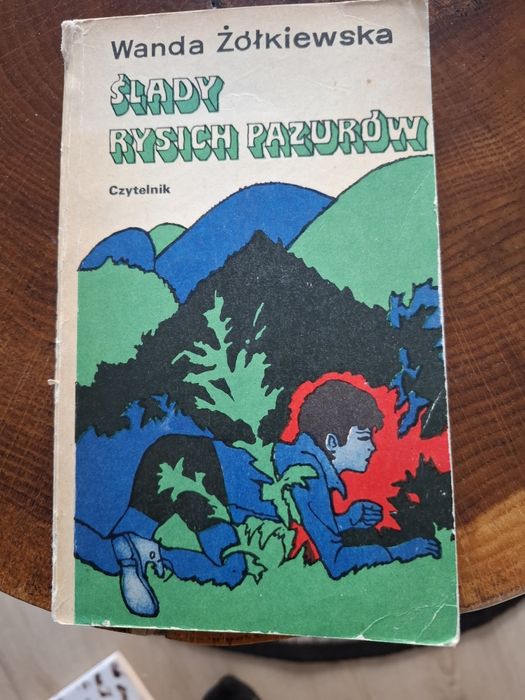 Wanda Żółkiewska
ŚLADY
RYSICH PAZURÓW
Czytelnik